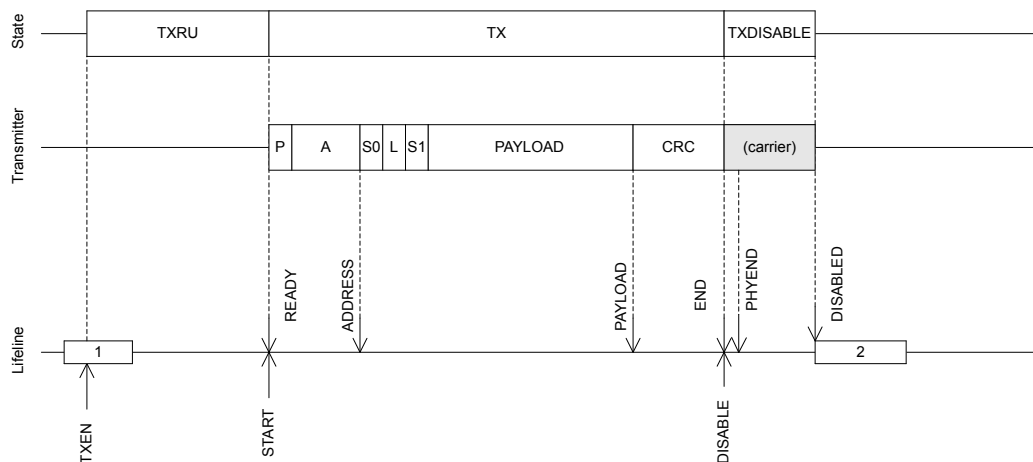 State
TXRU
TX
TXDISABLE
Transmitter
P
A
S0
L
S1
PAYLOAD
CRC
(carrier)
READY
ADDRESS
PAYLOAD
END
PHYEND
DISABLED
Lifeline
1
2
TXEN
START
DISABLE